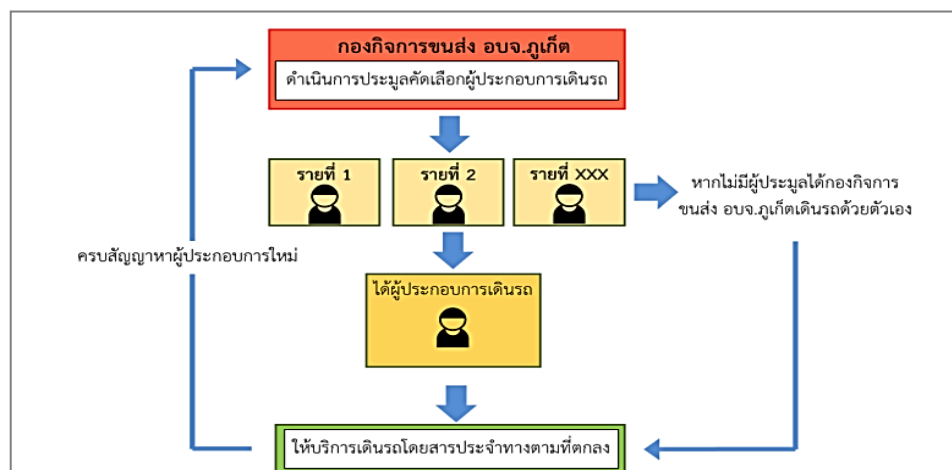 กองกิจการขนส่ง อบจ.ภูเก็ต
ดำเนินการประมูลคัดเลือกผู้ประกอบการเดินรถ
รายที่ 1
รายที่ 2
รายที่ XXX
หากไม่มีผู้ประมูลได้กองกิจการ
ขนส่ง อบจ.ภูเก็ตเดินรถด้วยตัวเอง
ครบสัญญาหาผู้ประกอบการใหม่
ได้ผู้ประกอบการเดินรถ
ให้บริการเดินรถโดยสารประจำทางตามที่ตกลง